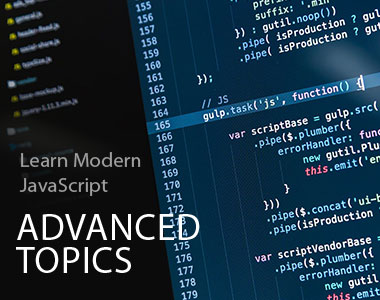 155
156
157
158
159
160
161
162
163
164
165
166
167
168
169
170
171
172
173
174
175
176
177
178
179
suffix: '.min
}) : gutil.noop())
.pipe( isProduction ? gut
.pipe( isProduction ?
});
// JS
gulp.task('js', function() {
var scriptBase = gulp.src(
.pipe($.plumber({
errorHandler: func
new gutil.Plu
this.emit('en
}
}))
.pipe($.concat('ui-b
.pipe(isProduction
var scriptVendorBase =
.pipe($.plumber({
errorHandler:
new gutil
this.em
Learn Modern
JavaScript
ADVANCED
TOPICS